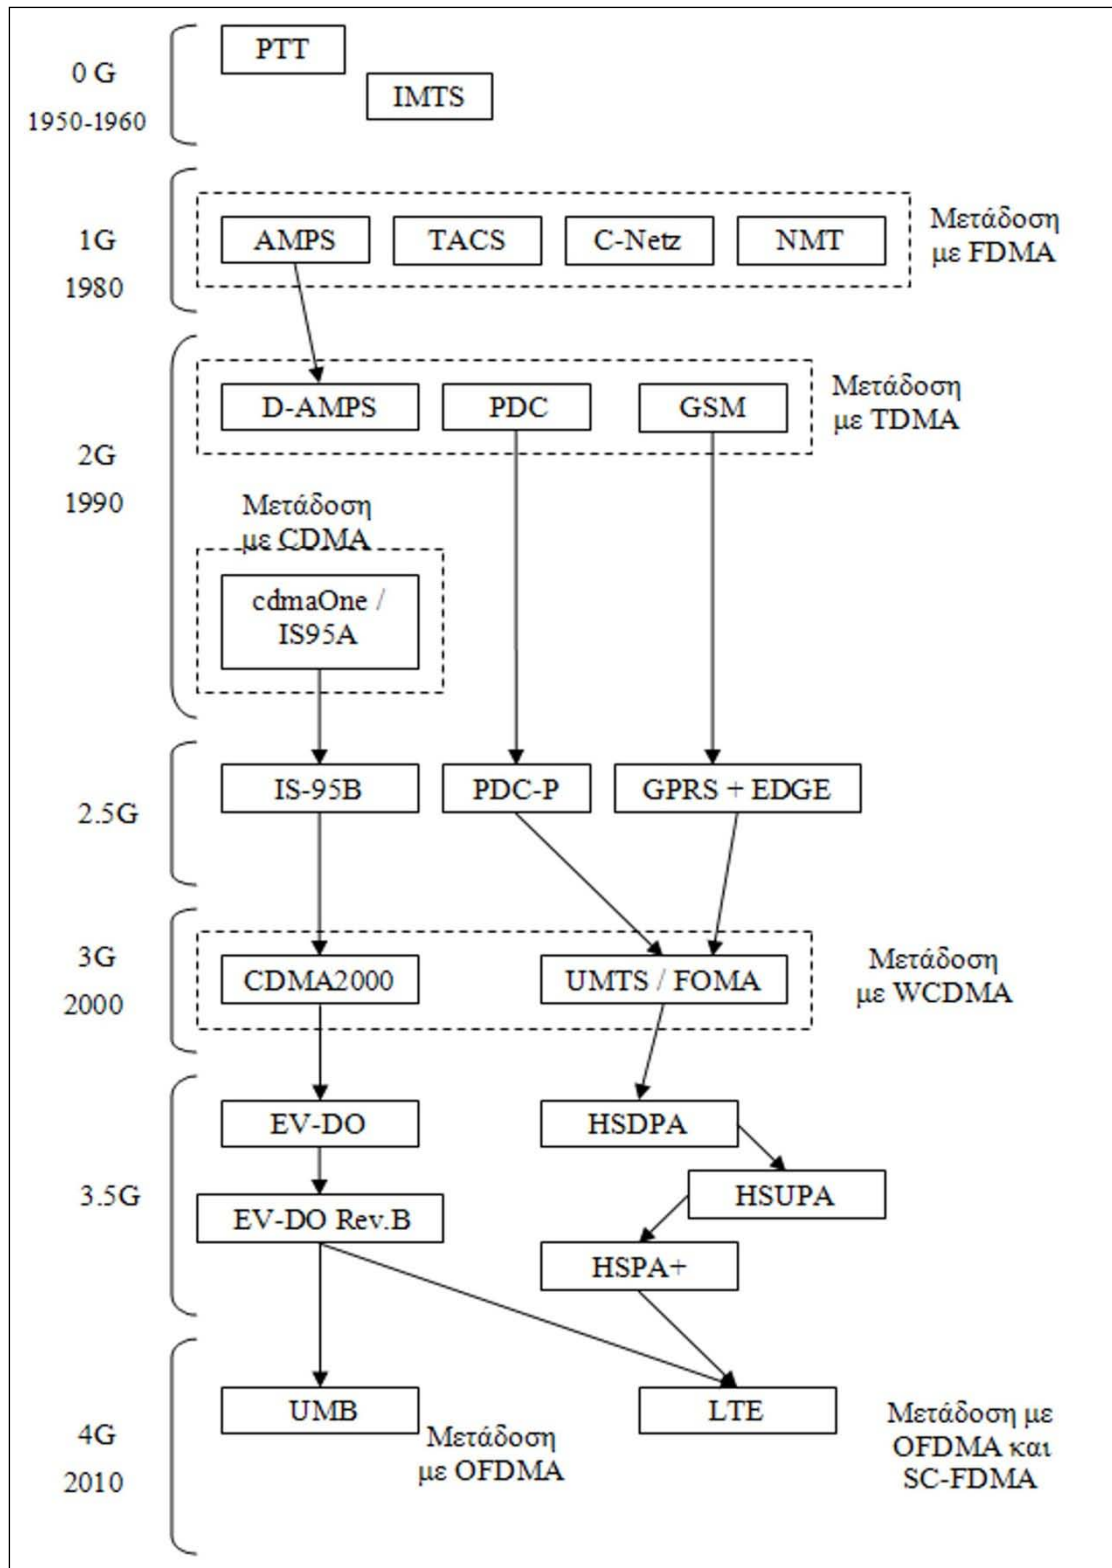 PTT
0 G
1950-1960
IMTS
1G
1980
AMPS
TACS
C-Netz
NMT
Μετάδοση
με FDMA
2G
1990
D-AMPS
PDC
GSM
Μετάδοση
με TDMA
Μετάδοση
με CDMA
cdmaOne /
IS95A
2.5G
IS-95B
PDC-P
GPRS + EDGE
3G
2000
CDMA2000
UMTS / FOMA
Μετάδοση
με WCDMA
3.5G
EV-DO
HSDPA
HSUPA
EV-DO Rev.B
HSPA+
4G
2010
UMB
Μετάδοση
με OFDMA
LTE
Μετάδοση με
OFDMA και
SC-FDMA